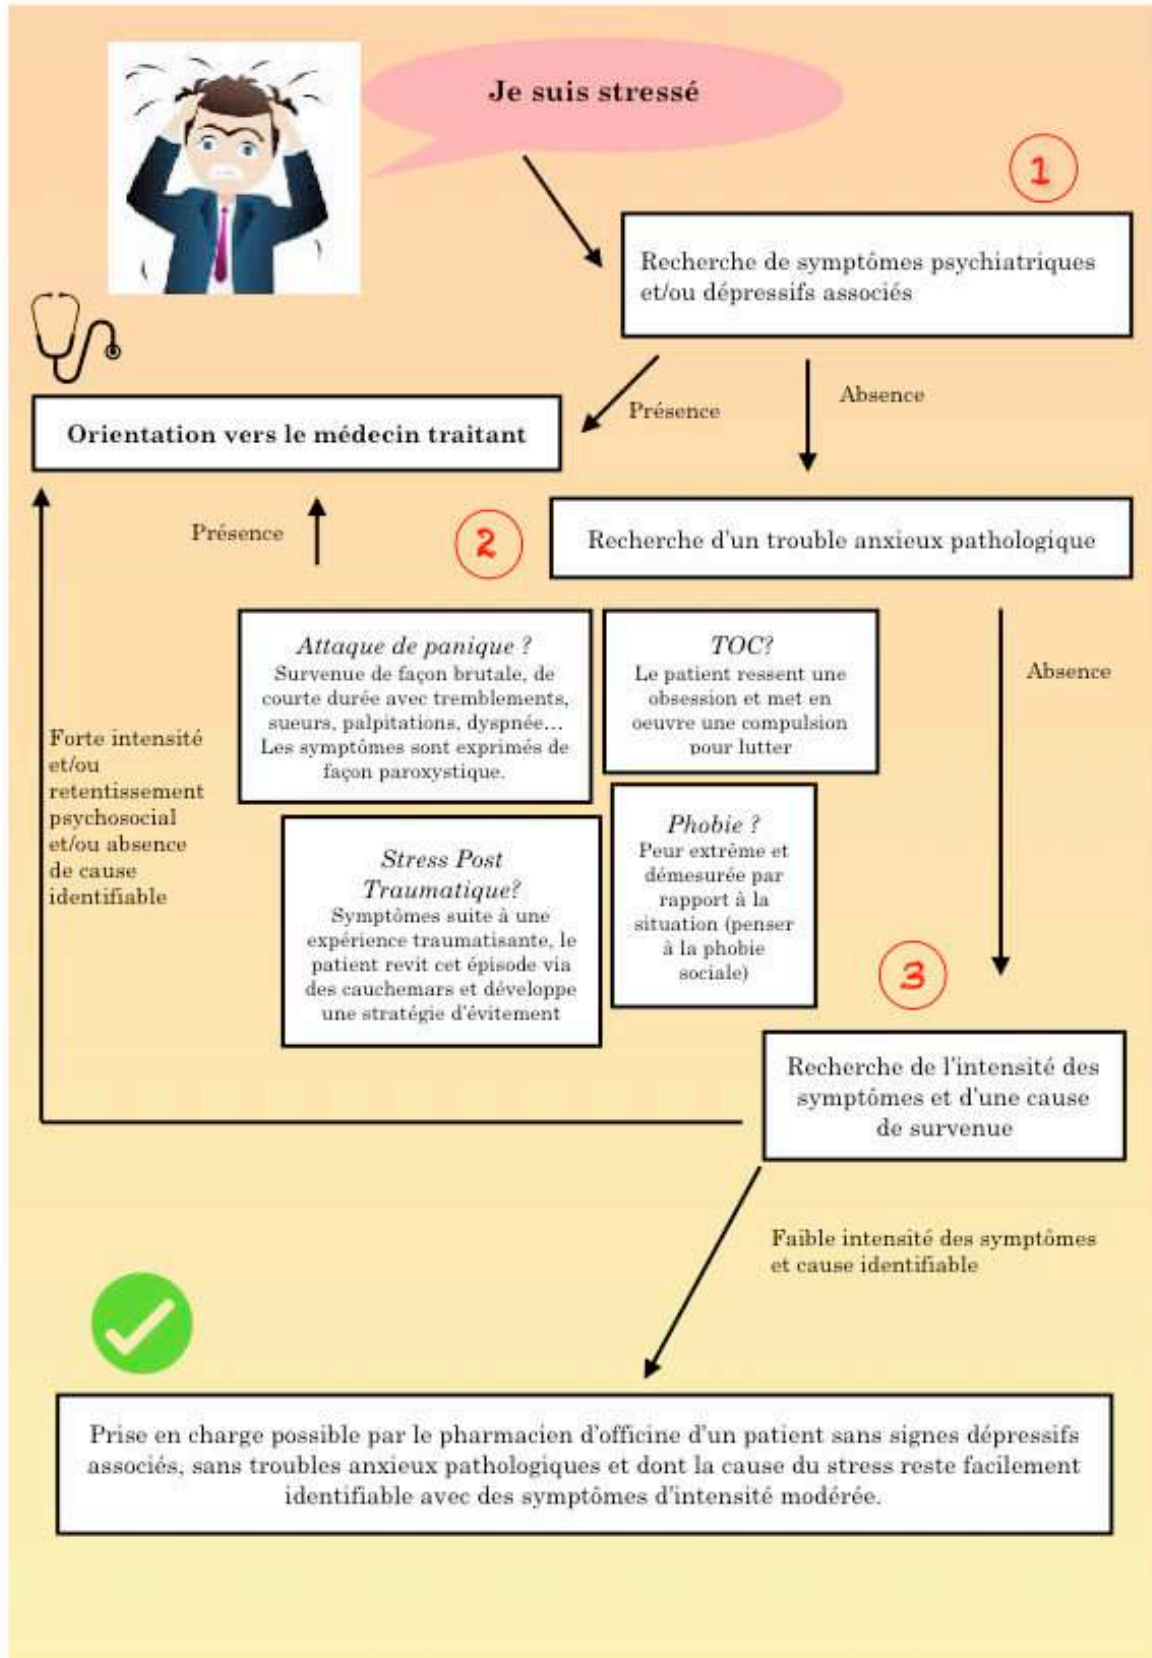 Je suis stressé
1
Recherche de symptômes psychiatriques
et/ou dépressifs associés
Présence
Absence
Orientation vers le médecin traitant
Présence
2
Recherche d'un trouble anxieux pathologique
Attaque de panique ?
Survenue de façon brutale, de
courte durée avec tremblements,
sueurs, palpitations, dyspnée...
Les symptômes sont exprimés de
façon paroxystique.
TOC?
Le patient ressent une
obsession et met en
oeuvre une compulsion
pour lutter
Absence
Forte intensité
et/ou
retentissement
psychosocial
et/ou absence
de cause
identifiable
Stress Post
Traumatique?
Symptômes suite à une
expérience traumatisante, le
patient revit cet épisode via
des cauchemars et développe
une stratégie d'évitement
Phobie ?
Peur extrême et
démesurée par
rapport à la
situation (penser
à la phobie
sociale)
3
Recherche de l'intensité des
symptômes et d'une cause
de survenue
Faible intensité des symptômes
et cause identifiable
Prise en charge possible par le pharmacien d'officine d'un patient sans signes dépressifs
associés, sans troubles anxieux pathologiques et dont la cause du stress reste facilement
identifiable avec des symptômes d'intensité modérée.